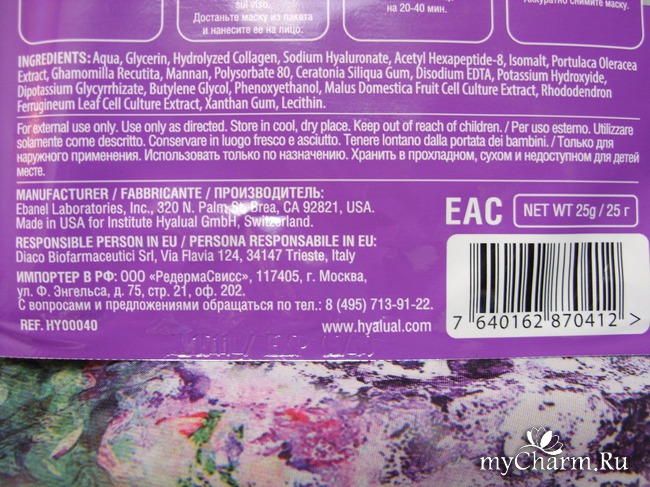 sul viso.
Достаньте маску из пакета
и нанесите ее на лицо.
на 20-40 мин.
Аккуратно снимите маску.
INGREDIENTS: Aqua, Glycerin, Hydrolyzed Collagen, Sodium Hyaluronate, Acetyl Hexapeptide-8, Isomalt, Portulaca Oleracea
Extract, Ghamomilla Recutita, Mannan, Polysorbate 80, Ceratonia Siliqua Gum, Disodium EDTA, Potassium Hydroxyide,
Dipotassium Glycyrrhizate, Butylene Glycol, Phenoxyethanol, Malus Domestica Fruit Cell Culture Extract, Rhododendron
Ferrugineum Leaf Cell Culture Extract, Xanthan Gum, Lecithin.
For external use only. Use only as directed. Store in cool, dry place. Keep out of reach of children. / Per uso esterno. Utilizzare
solamente come descritto. Conservare in luogo fresco e asciutto. Tenere lontano dalla portata dei bambini. / Только для
наружного применения. Использовать только по назначению. Хранить в прохладном, сухом и недоступном для детей
месте.
MANUFACTURER / FABBRICANTE / ПРОИЗВОДИТЕЛЬ:
Ebanel Laboratories, Inc., 320 N. Palm St. Brea, CA 92821, USA.
Made in USA for Institute Hyalual GmbH, Switzerland.
EAC
NET WT 25g / 25 г
RESPONSIBLE PERSON IN EU / PERSONA RESPONSABILE IN EU:
Diaco Biofarmaceutici Srl, Via Flavia 124, 34147 Trieste, Italy
ИМПОРТЕР В РФ: ООО «РедермаСвисс», 117405, г. Москва,
ул. Ф. Энгельса, д. 75, стр. 21, оф. 202.
С вопросами и предложениями обращаться по тел.: 8 (495) 713-91-22.
REF. HY00040
www.hyalual.com
7 640162 870412 >
myCharm.Ru